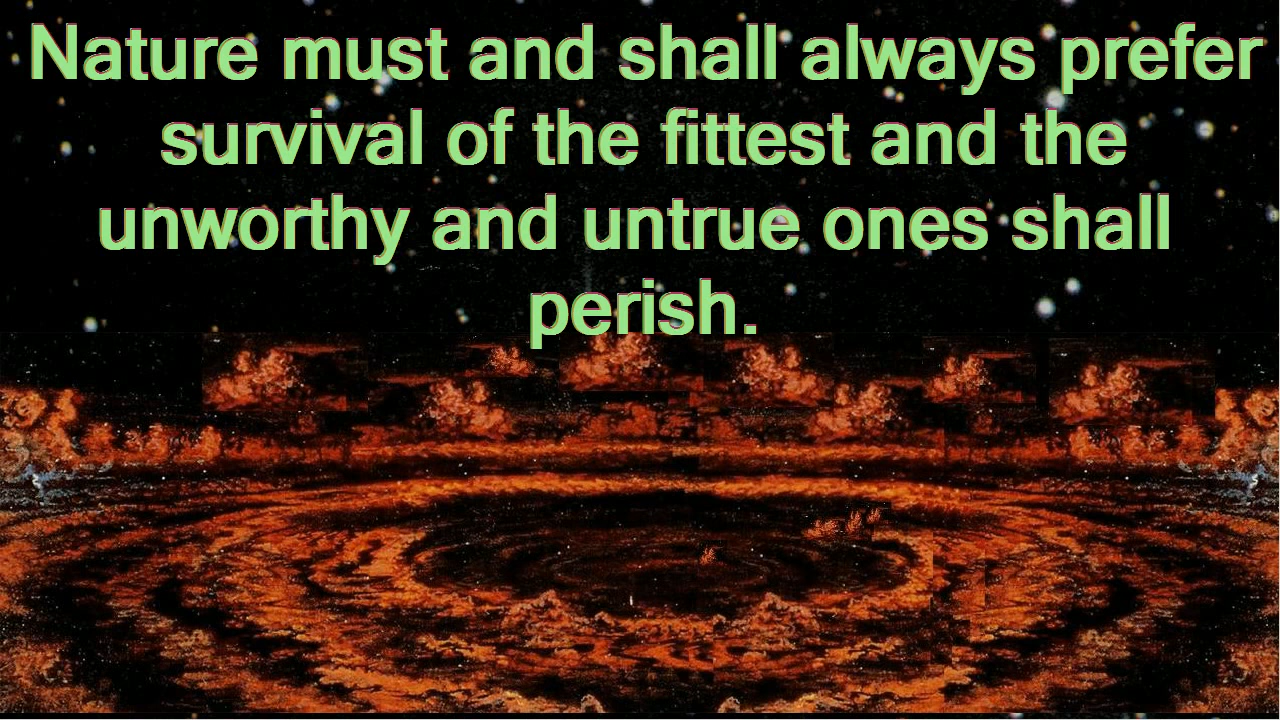 Nature must and shall always prefer
survival of the fittest and the
unworthy and untrue ones shall
perish.